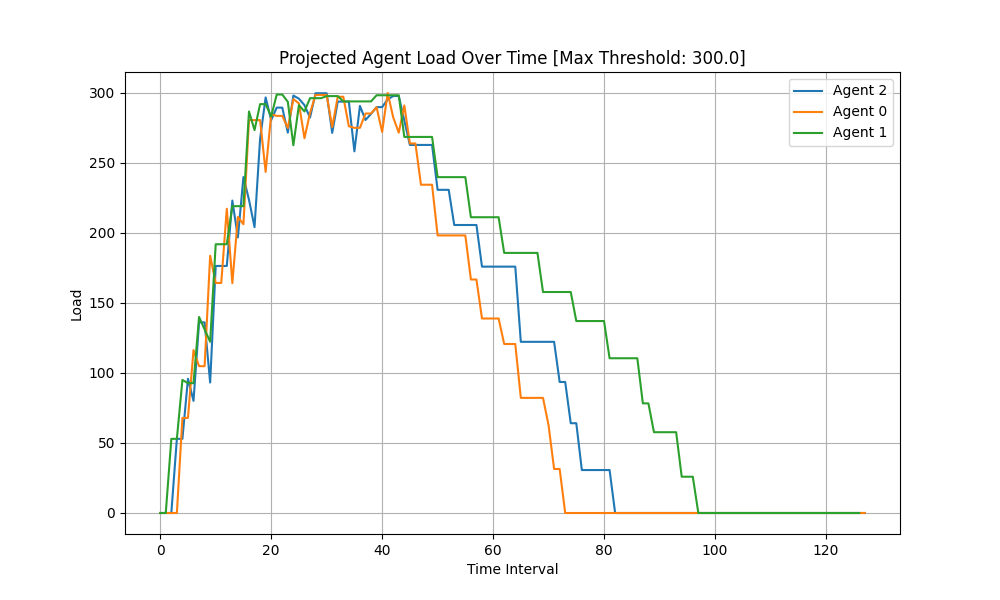 Projected Agent Load Over Time [Max Threshold: 300.0]
Agent 2
Agent 0
Agent 1
300
250
200
150
100
50
0
Load
0 20 40 60 80 100 120
Time Interval